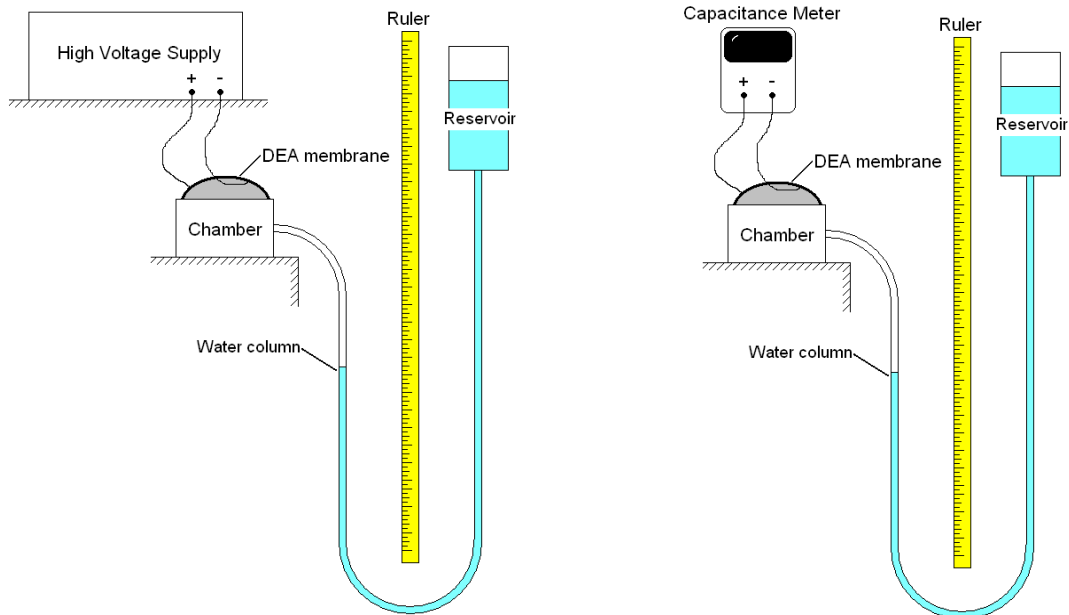 Ruler
High Voltage Supply
+ -
Reservoir
DEA membrane
Chamber
Water column
Capacitance Meter
Ruler
+ -
Reservoir
DEA membrane
Chamber
Water column